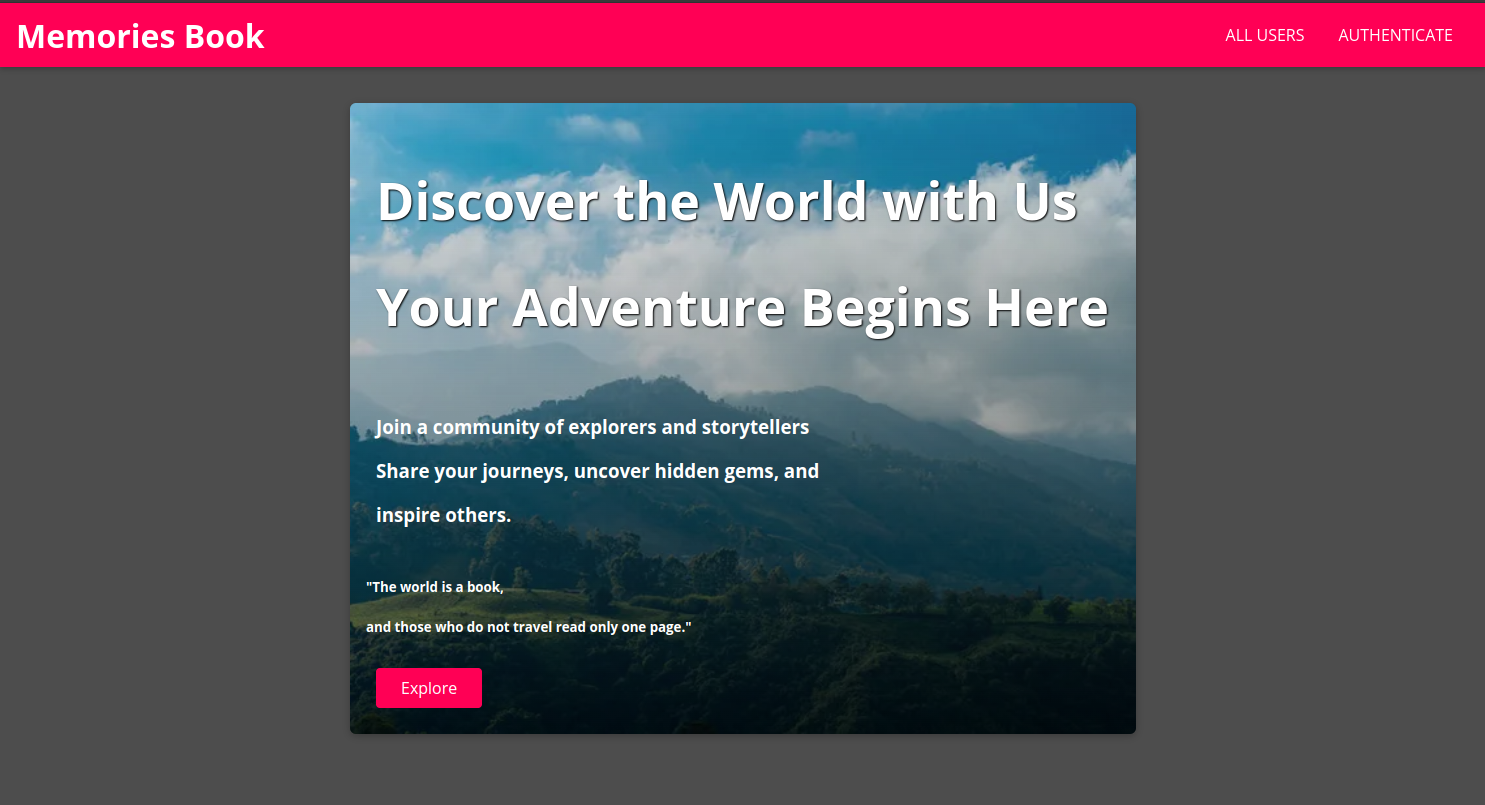 Memories Book
ALL USERS
AUTHENTICATE
Discover the World with Us
Your Adventure Begins Here
Join a community of explorers and storytellers
Share your journeys, uncover hidden gems, and
inspire others.
"The world is a book,
and those who do not travel read only one page."
Explore